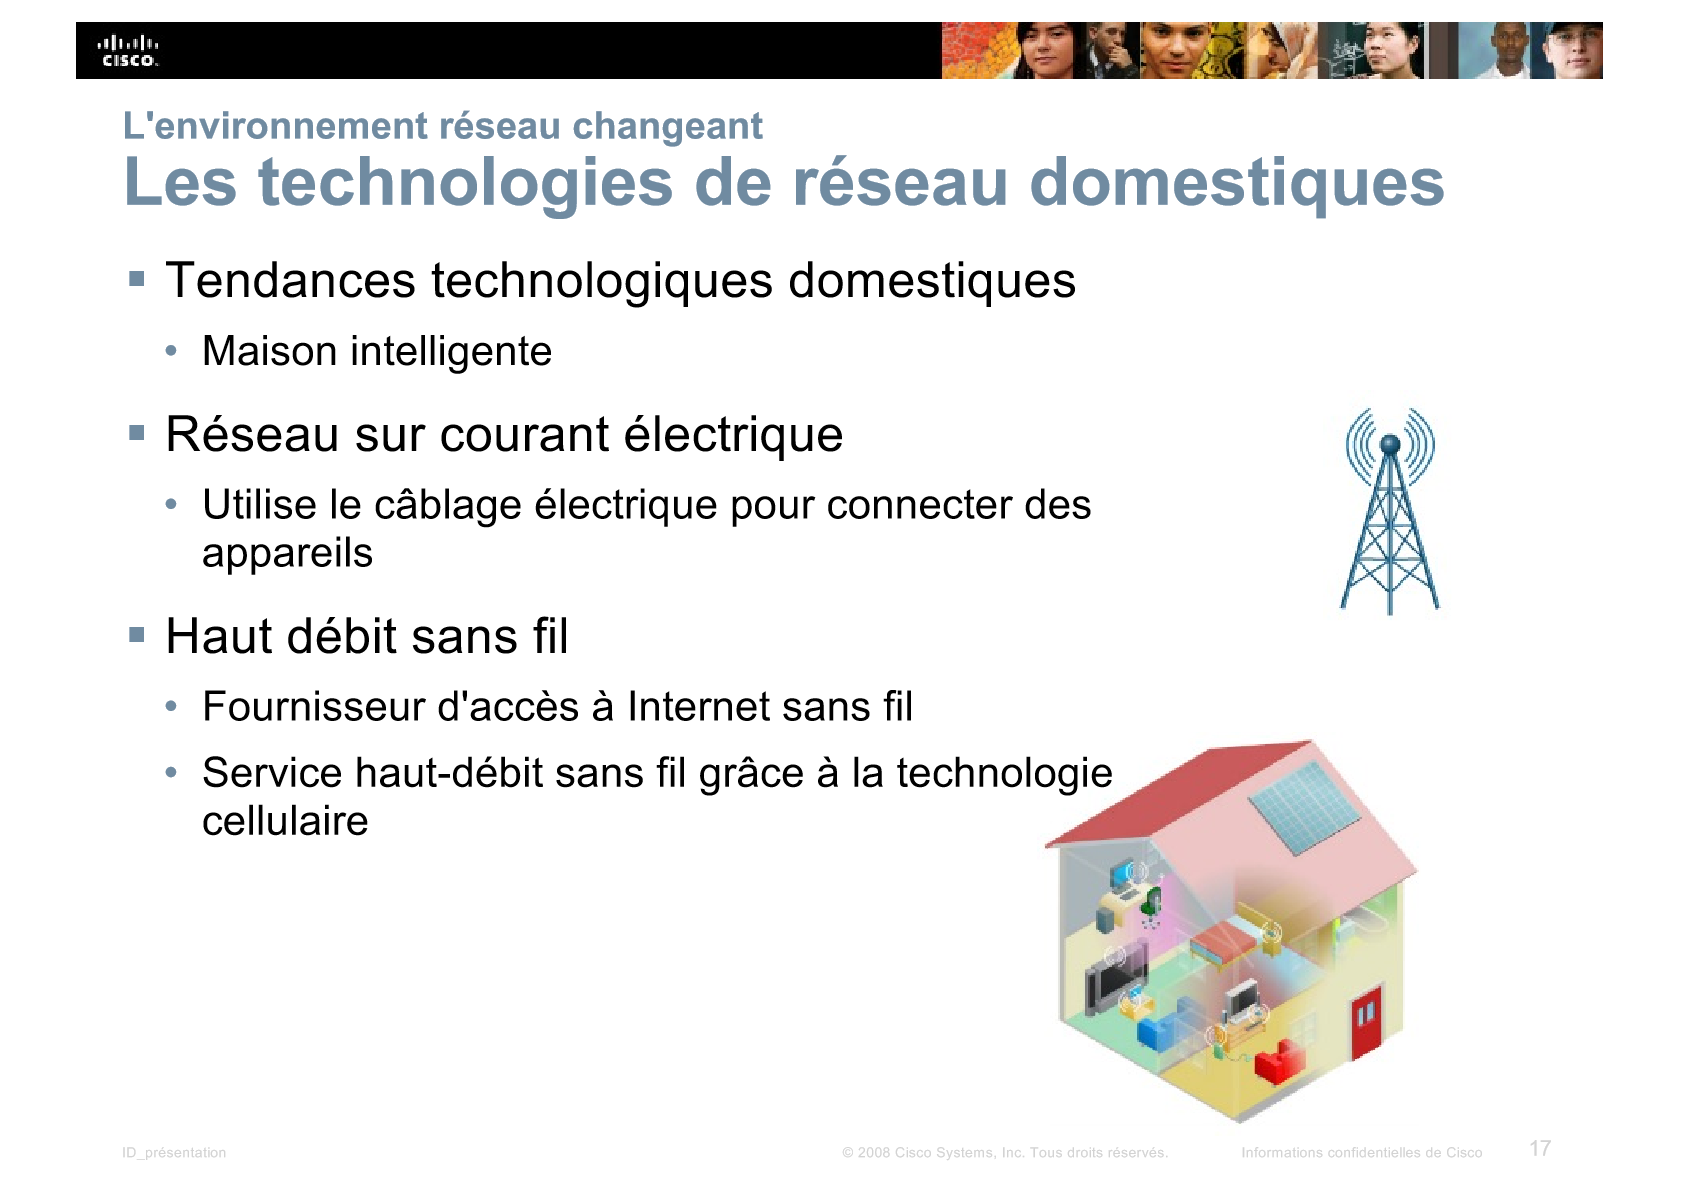 CISCO
L'environnement réseau changeant
Les technologies de réseau domestiques
▪ Tendances technologiques domestiques
• Maison intelligente
▪ Réseau sur courant électrique
• Utilise le câblage électrique pour connecter des
appareils
▪ Haut débit sans fil
• Fournisseur d'accès à Internet sans fil
• Service haut-débit sans fil grâce à la technologie
cellulaire
ID_présentation © 2008 Cisco Systems, Inc. Tous droits réservés. Informations confidentielles de Cisco 17